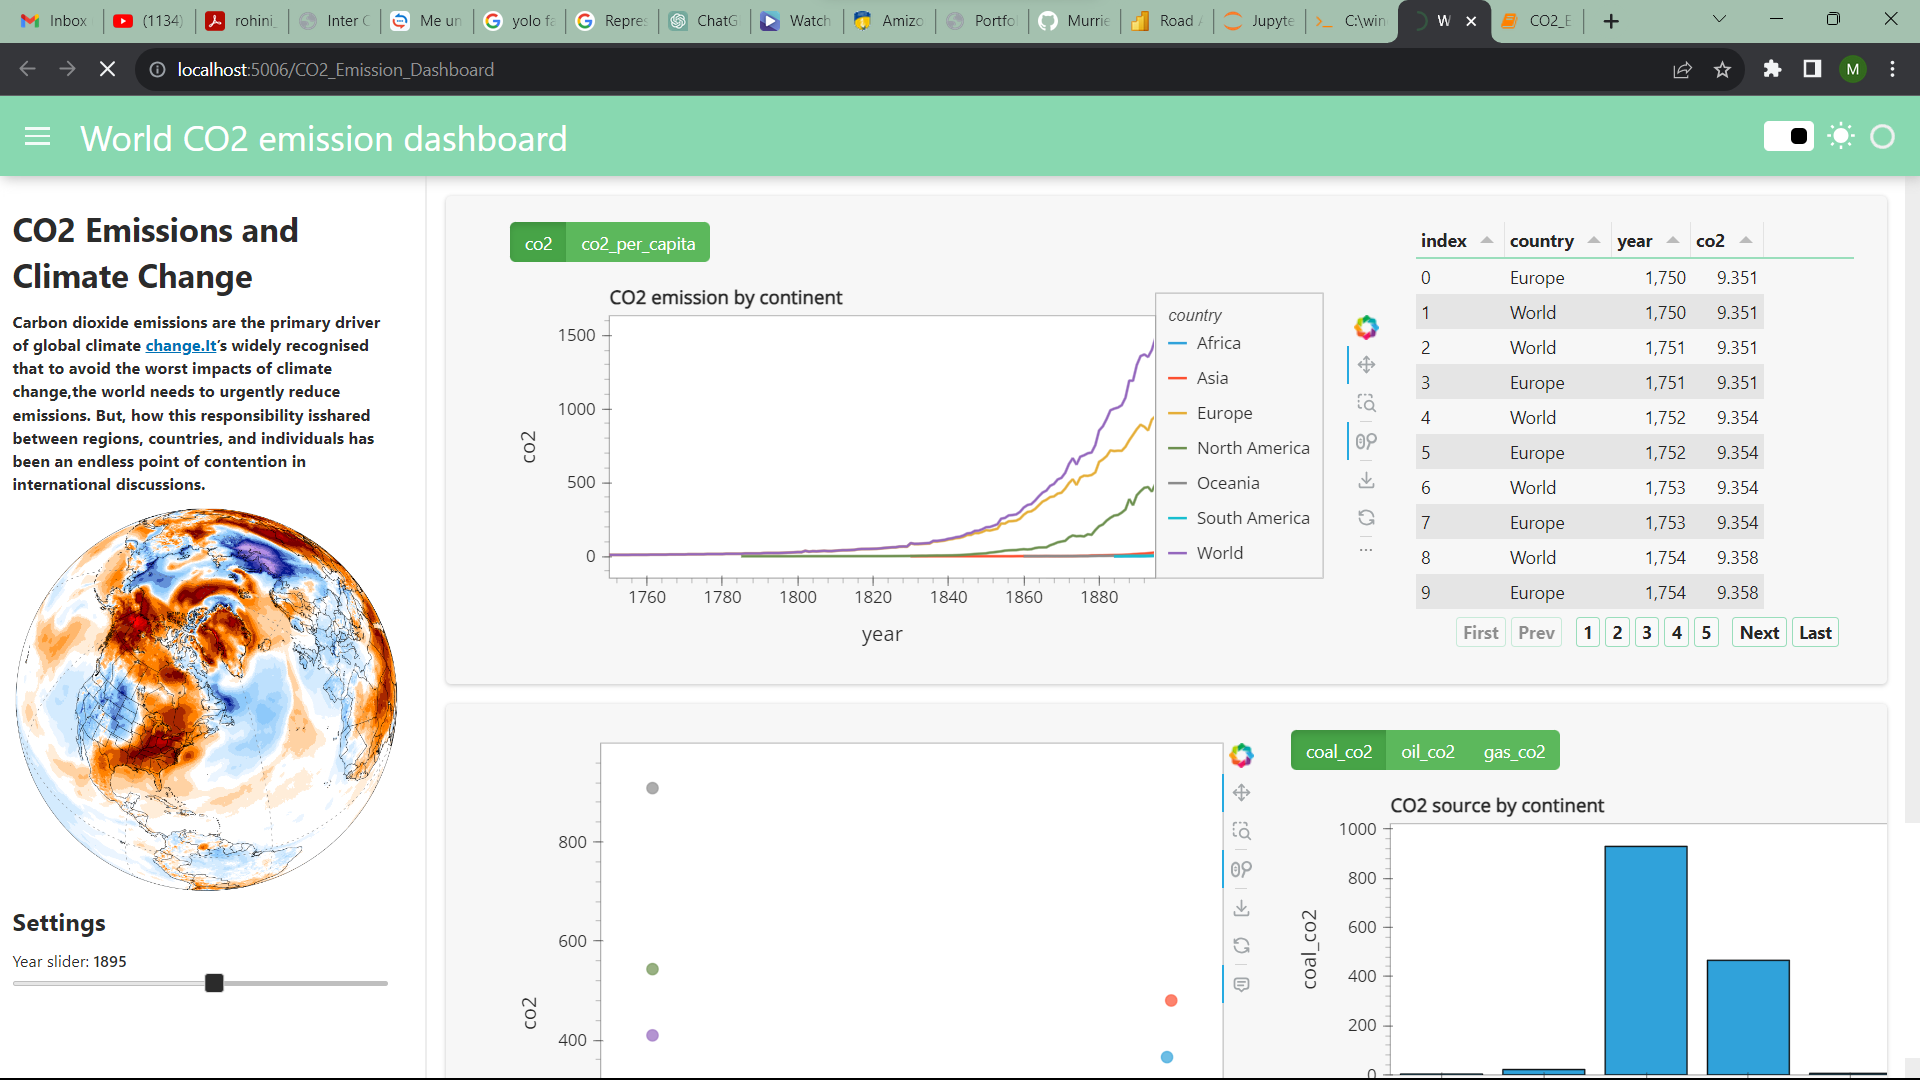 Inbox
(1134)
rohini_
Inter C
Me un
yolo fa
Repres
ChatG
Watch
Amizo
Portfol
Murrie
Road A
Jupyte
C:\win
W
CO2_E
localhost:5006/CO2_Emission_Dashboard
M
World CO2 emission dashboard
CO2 Emissions and
Climate Change
Carbon dioxide emissions are the primary driver
of global climate change.It's widely recognised
that to avoid the worst impacts of climate
change,the world needs to urgently reduce
emissions. But, how this responsibility isshared
between regions, countries, and individuals has
been an endless point of contention in
international discussions.
Settings
Year slider: 1895
co2 co2_per_capita
CO2 emission by continent
co2
1500
1000
500
0
1760 1780 1800 1820 1840 1860 1880
year
country
Africa
Asia
Europe
North America
Oceania
South America
World
index country year co2
0 Europe 1,750 9.351
1 World 1,750 9.351
2 World 1,751 9.351
3 Europe 1,751 9.351
4 World 1,752 9.354
5 Europe 1,752 9.354
6 World 1,753 9.354
7 Europe 1,753 9.354
8 World 1,754 9.358
9 Europe 1,754 9.358
First Prev 1 2 3 4 5 Next Last
co2
800
600
400
coal_co2 oil_co2 gas_co2
CO2 source by continent
coal_co2
1000
800
600
400
200
0